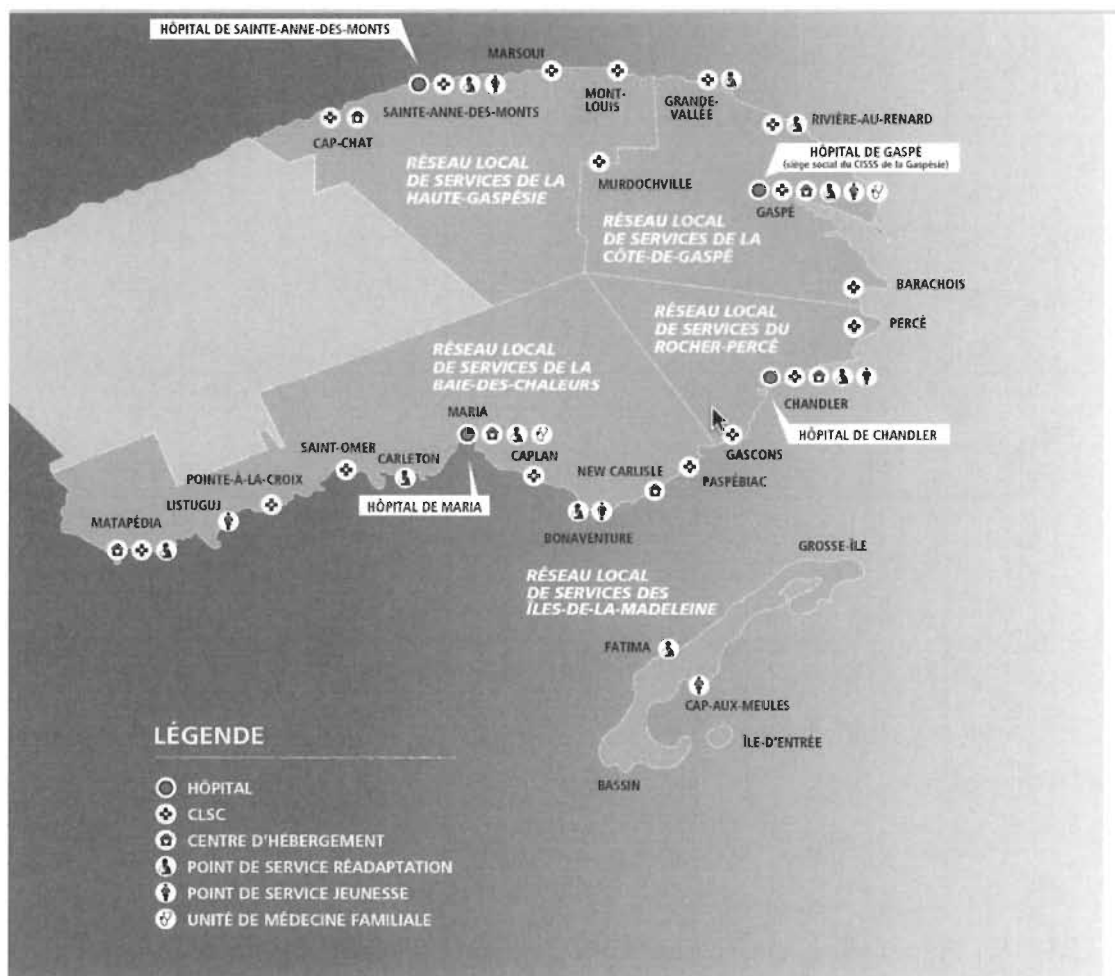 HÔPITAL DE SAINTE-ANNE-DES-MONTS
MARSOUI
SAINTE-ANNE-DES-MONTS
MONT-
LOUIS
GRANDE-
VALLÉE
CAP-CHAT
RIVIÈRE-AU-RENARD
HÔPITAL DE GASPÉ
(siège social du CISSS de la Gaspésie)
RÉSEAU LOCAL
DE SERVICES DE LA
HAUTE-GASPÉSIE
MURDOCHVILLE
GASPÉ
RÉSEAU LOCAL
DE SERVICES DE LA
CÔTE-DE-GASPÉ
BARACHOIS
RÉSEAU LOCAL
DE SERVICES DU
ROCHER-PERCÉ
PERCÉ
RÉSEAU LOCAL
DE SERVICES DE LA
BAIE-DES-CHALEURS
CHANDLER
HÔPITAL DE CHANDLER
MARIA
GASCONS
SAINT-OMER
CARLETON
CAPLAN
NEW CARLISLE
PASPÉBIAC
POINTE-À-LA-CROIX
LISTUGUJ
HÔPITAL DE MARIA
MATAPÉDIA
BONAVENTURE
GROSSE-ÎLE
RÉSEAU LOCAL
DE SERVICES DES
ÎLES-DE-LA-MADELEINE
FATIMA
CAP-AUX-MEULES
ÎLE-D'ENTRÉE
BASSIN
LÉGENDE
HÔPITAL
CLSC
CENTRE D'HÉBERGEMENT
POINT DE SERVICE RÉADAPTATION
POINT DE SERVICE JEUNESSE
UNITÉ DE MÉDECINE FAMILIALE